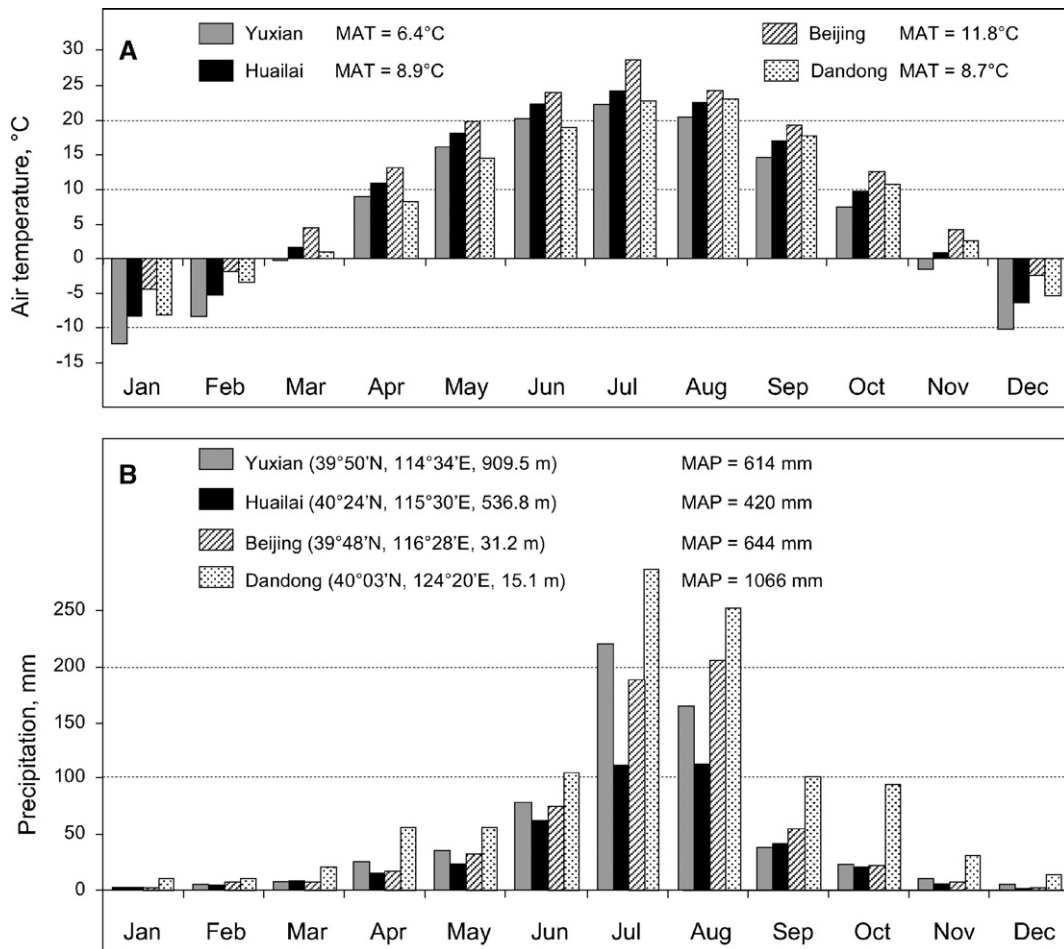 A
Yuxian MAT = 6.4°C Beijing MAT = 11.8°C
Huailai MAT = 8.9°C Dandong MAT = 8.7°C
Air temperature, °C
30
25
20
15
10
5
0
-5
-10
-15
Jan Feb Mar Apr May Jun Jul Aug Sep Oct Nov Dec
B
Yuxian (39°50'N, 114°34'E, 909.5 m) MAP = 614 mm
Huailai (40°24'N, 115°30'E, 536.8 m) MAP = 420 mm
Beijing (39°48'N, 116°28'E, 31.2 m) MAP = 644 mm
Dandong (40°03'N, 124°20'E, 15.1 m) MAP = 1066 mm
Precipitation, mm
250
200
150
100
50
0
Jan Feb Mar Apr May Jun Jul Aug Sep Oct Nov Dec